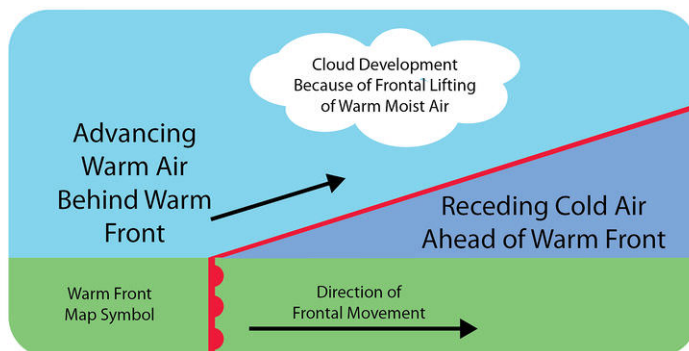 Cloud Development
Because of Frontal Lifting
of Warm Moist Air
Advancing
Warm Air
Behind Warm
Front
Receding Cold Air
Ahead of Warm Front
Warm Front
Map Symbol
Direction of
Frontal Movement